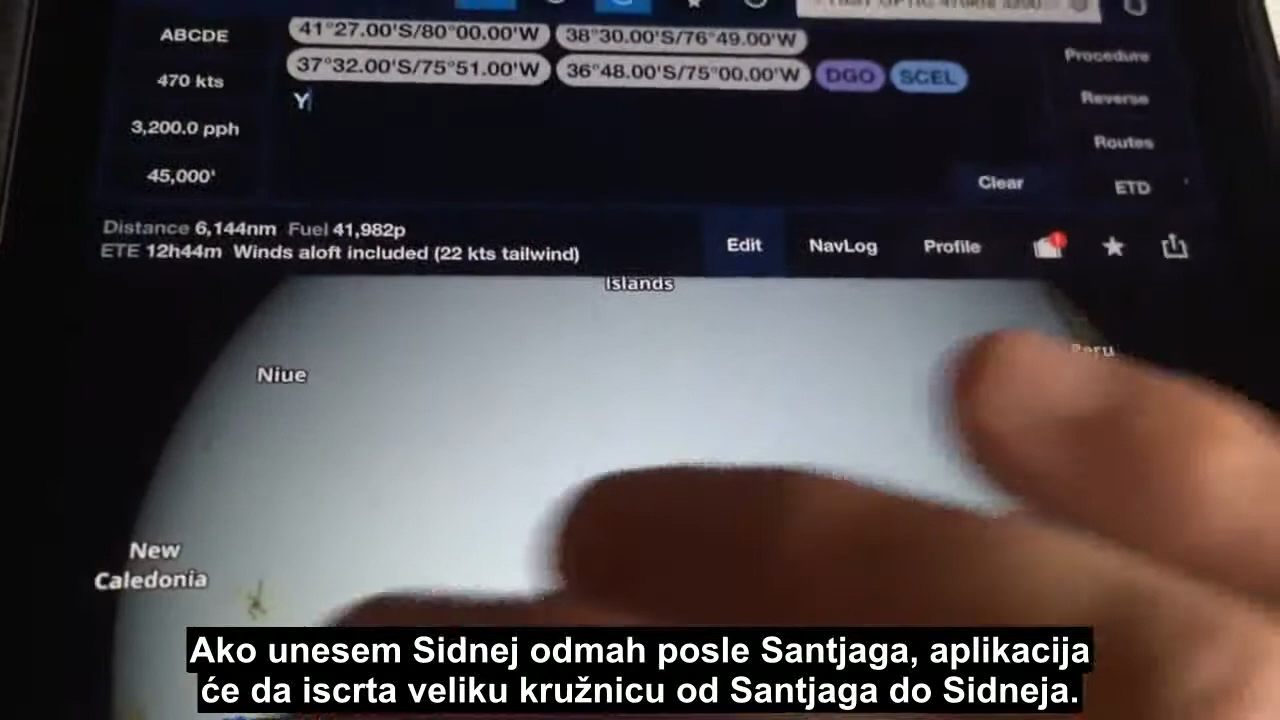 ABCDE
41°27.00'S/80°00.00'W 38°30.00'S/76°49.00'W
Procedure
470 kts
37°32.00'S/75°51.00'W 36°48.00'S/75°00.00'W DGO SCEL
Reverse
Y
3,200.0 pph
Routes
45,000'
Clear
ETD
Distance 6,144nm Fuel 41,982p
ETE 12h44m Winds aloft included (22 kts tailwind)
Edit NavLog Profile
Islands
Peru
Niue
New
Caledonia
Ako unesem Sidnej odmah posle Santjaga, aplikacija
će da iscrta veliku kružnicu od Santjaga do Sidneja.